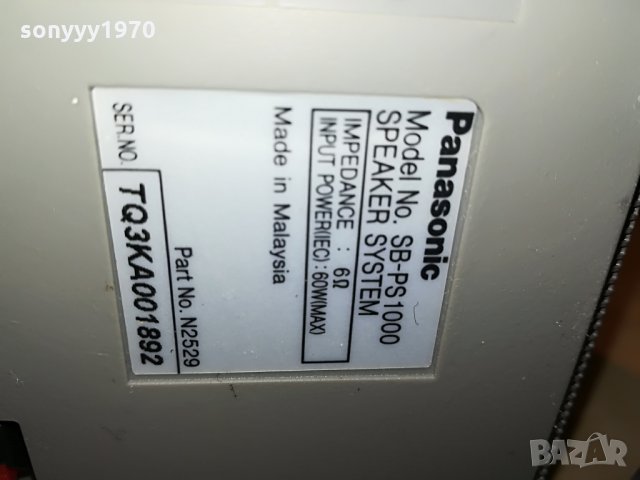 sonyyy1970
Panasonic
Model No. SB-PS1000
SPEAKER SYSTEM
IMPEDANCE : 6Ω
INPUT POWER(IEC) : 60W(MAX)
Made in Malaysia
Part No. N2529
SER.NO. TQ3KA001892
BAZAR